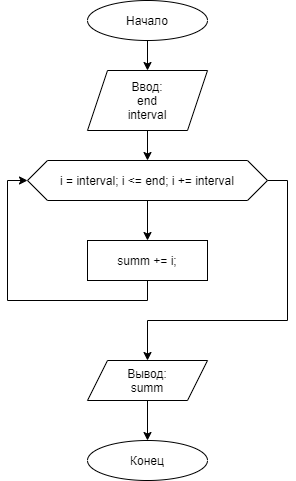 Начало
Ввод:
end
interval
i = interval; i <= end; i += interval
summ += i;
Вывод:
summ
Конец